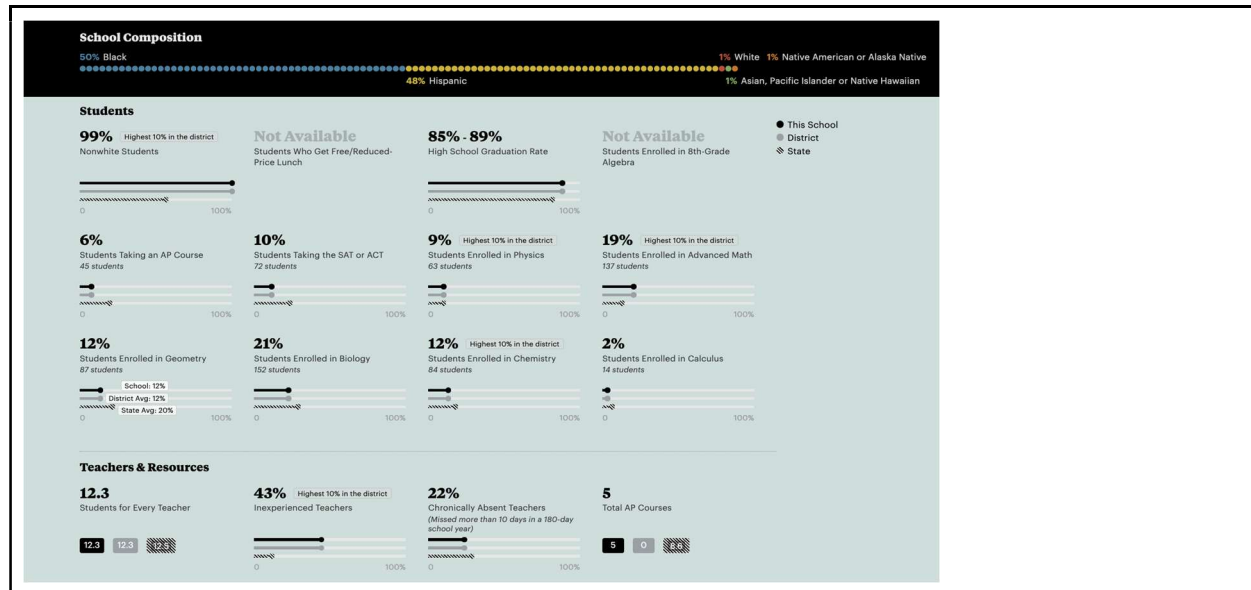 School Composition
50% Black
1% White 1% Native American or Alaska Native
48% Hispanic
1% Asian, Pacific Islander or Native Hawaiian
Students
99% Highest 10% in the district
Nonwhite Students
0 100%
Not Available
Students Who Get Free/Reduced-
Price Lunch
85% - 89%
High School Graduation Rate
0 100%
Not Available
Students Enrolled in 8th-Grade
Algebra
This School
District
State
6%
Students Taking an AP Course
45 students
0 100%
10%
Students Taking the SAT or ACT
72 students
0 100%
9% Highest 10% in the district
Students Enrolled in Physics
63 students
0 100%
19% Highest 10% in the district
Students Enrolled in Advanced Math
137 students
0 100%
12%
Students Enrolled in Geometry
87 students
School: 12%
District Avg: 12%
State Avg: 20%
0 100%
21%
Students Enrolled in Biology
152 students
0 100%
12% Highest 10% in the district
Students Enrolled in Chemistry
84 students
0 100%
2%
Students Enrolled in Calculus
14 students
0 100%
Teachers & Resources
12.3
Students for Every Teacher
12.3 12.3 12.5
43% Highest 10% in the district
Inexperienced Teachers
0 100%
22%
Chronically Absent Teachers
(Missed more than 10 days in a 180-day
school year)
0 100%
5
Total AP Courses
5 0 8.6